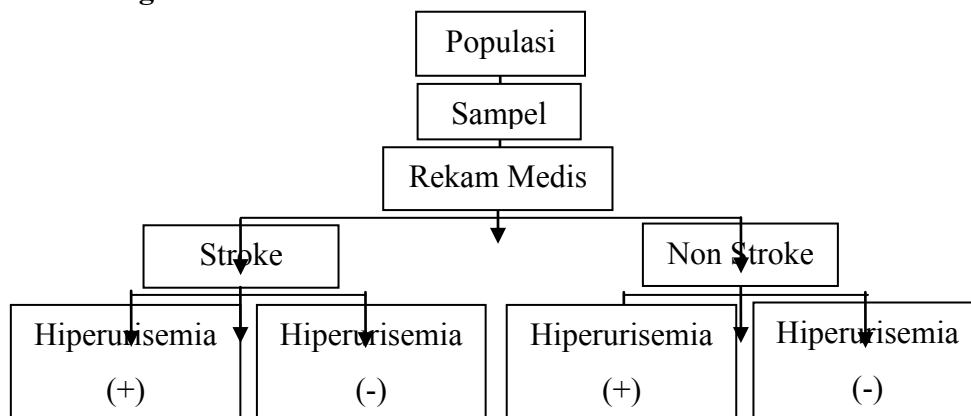 Populasi
Sampel
Rekam Medis
Stroke
Non Stroke
Hiperurisemia
(+)
Hiperurisemia
(-)
Hiperurisemia
(+)
Hiperurisemia
(-)